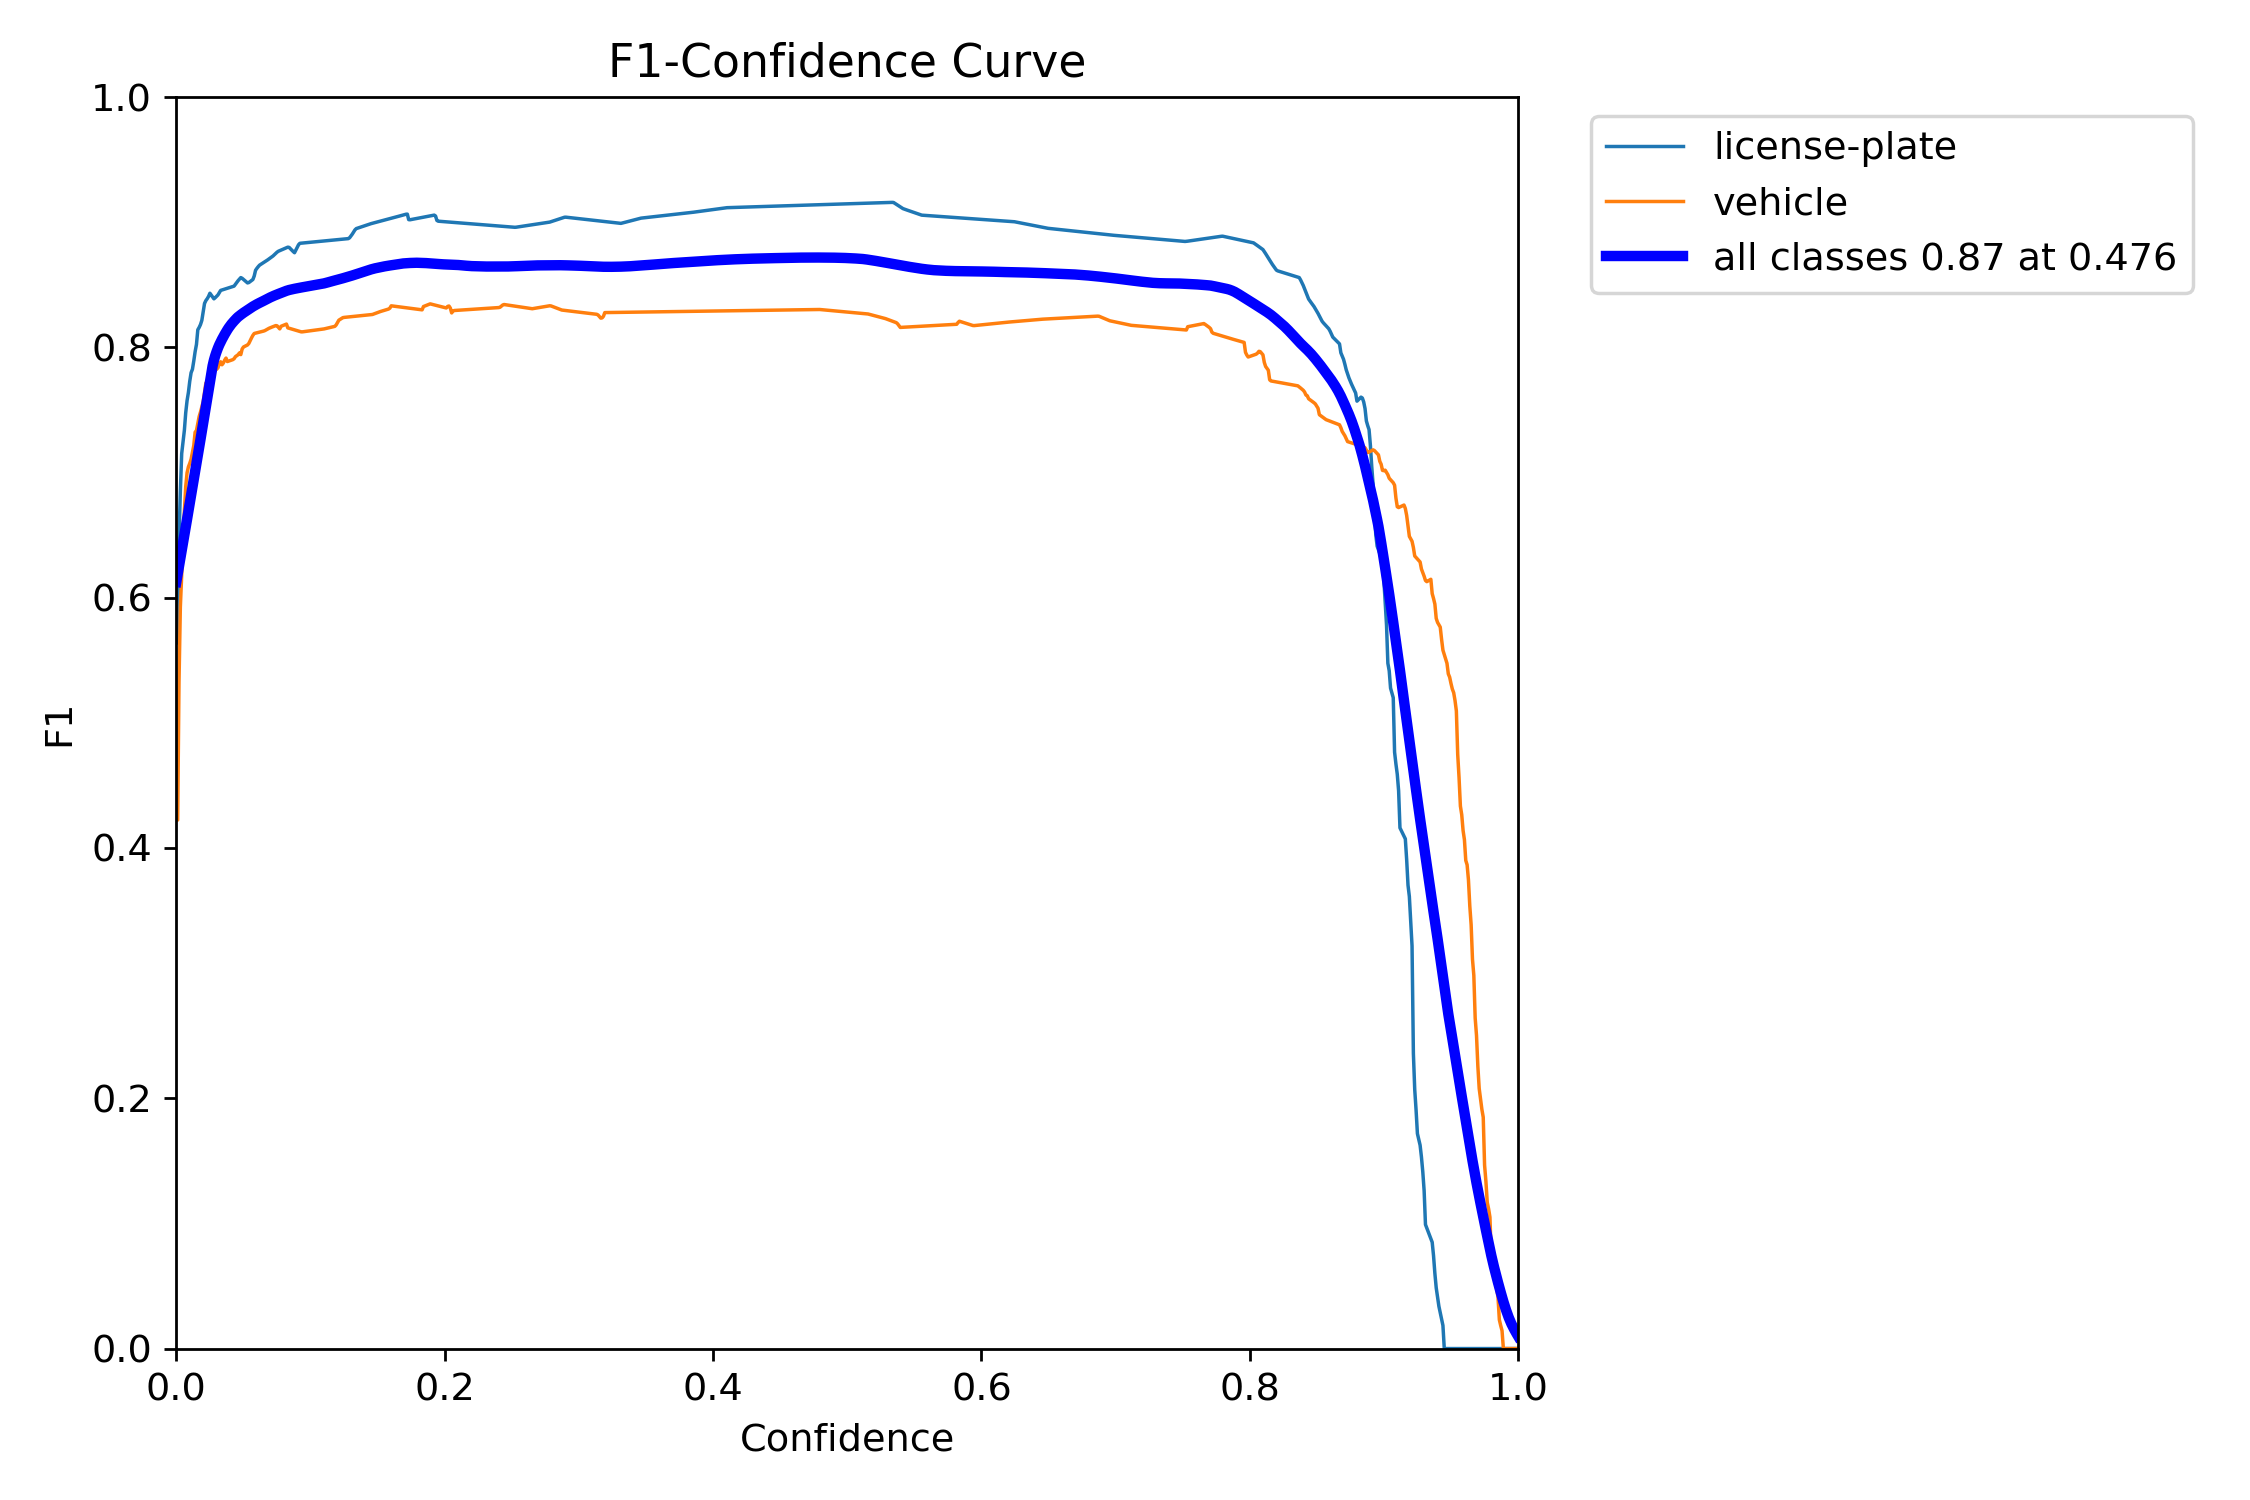 F1-Confidence Curve
1.0
0.8
0.6
0.4
0.2
0.0
F1
0.0 0.2 0.4 0.6 0.8 1.0
Confidence
license-plate
vehicle
all classes 0.87 at 0.476